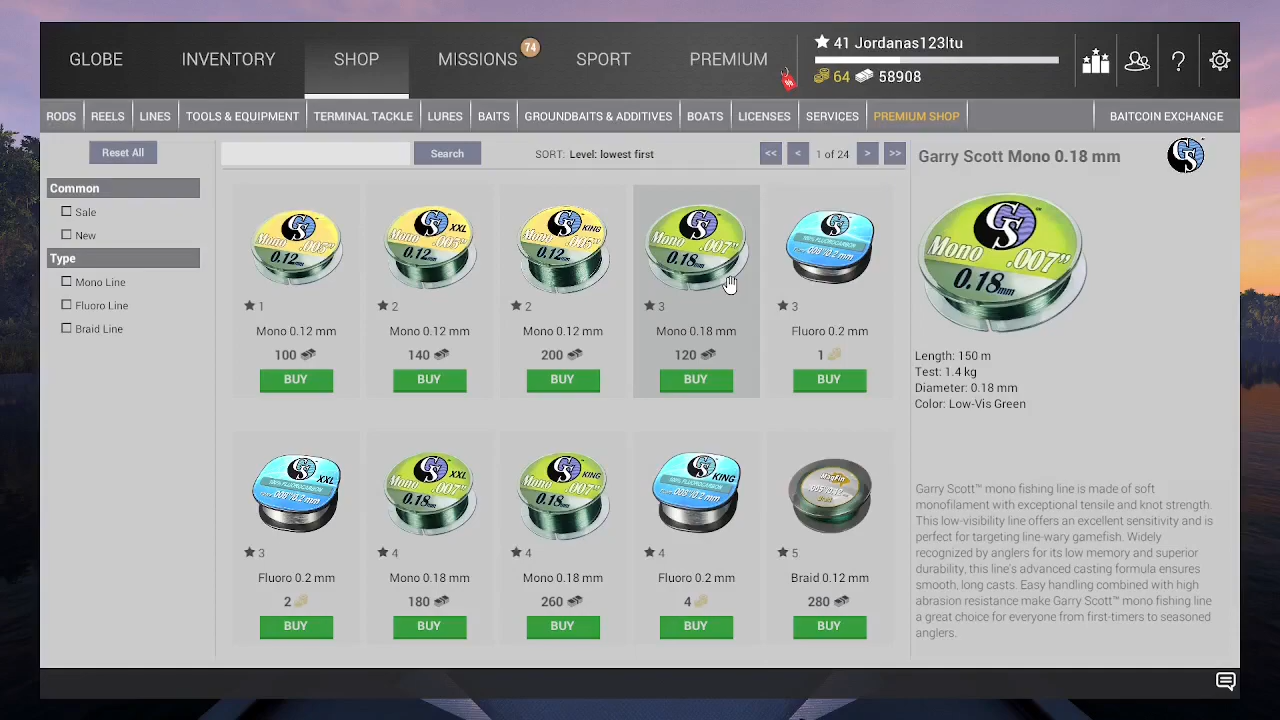 GLOBE INVENTORY SHOP MISSIONS 74 SPORT PREMIUM
41 Jordanas123ltu
64 58908
RODS REELS LINES TOOLS & EQUIPMENT TERMINAL TACKLE LURES BAITS GROUNDBAITS & ADDITIVES BOATS LICENSES SERVICES PREMIUM SHOP BAITCOIN EXCHANGE
Reset All
Common
Sale
New
Type
Mono Line
Fluoro Line
Braid Line
Search SORT: Level: lowest first << < 1 of 24 > >>
1 2 2 3 3
Mono 0.12 mm Mono 0.12 mm Mono 0.12 mm Mono 0.18 mm Fluoro 0.2 mm
100 140 200 120 1
BUY BUY BUY BUY BUY
3 4 4 4 5
Fluoro 0.2 mm Mono 0.18 mm Mono 0.18 mm Fluoro 0.2 mm Braid 0.12 mm
2 180 260 4 280
BUY BUY BUY BUY BUY
Garry Scott Mono 0.18 mm
GS
Mono .007"
0.18mm
Length: 150 m
Test: 1.4 kg
Diameter: 0.18 mm
Color: Low-Vis Green
Garry Scott™ mono fishing line is made of soft
monofilament with exceptional tensile and knot strength.
This low-visibility line offers an excellent sensitivity and is
perfect for targeting line-wary gamefish. Widely
recognized by anglers for its low memory and superior
durability, this line's advanced casting formula ensures
smooth, long casts. Easy handling combined with high
abrasion resistance make Garry Scott™ mono fishing line
a great choice for everyone from first-timers to seasoned
anglers.